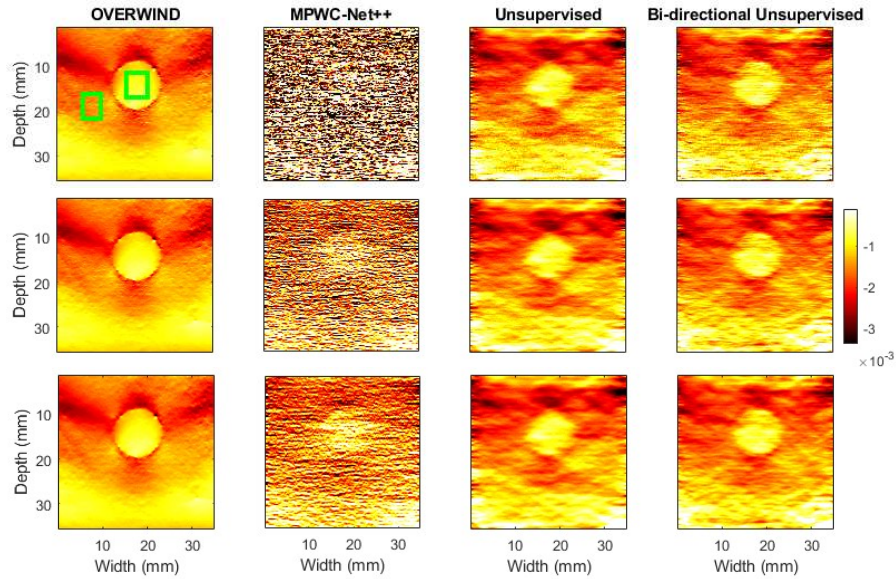 OVERWIND MPWC-Net++ Unsupervised Bi-directional Unsupervised
Depth (mm)
10
20
30
Depth (mm)
10
20
30
-1
-2
-3
×10⁻³
Depth (mm)
10
20
30
10 20 30 10 20 30 10 20 30 10 20 30
Width (mm) Width (mm) Width (mm) Width (mm)